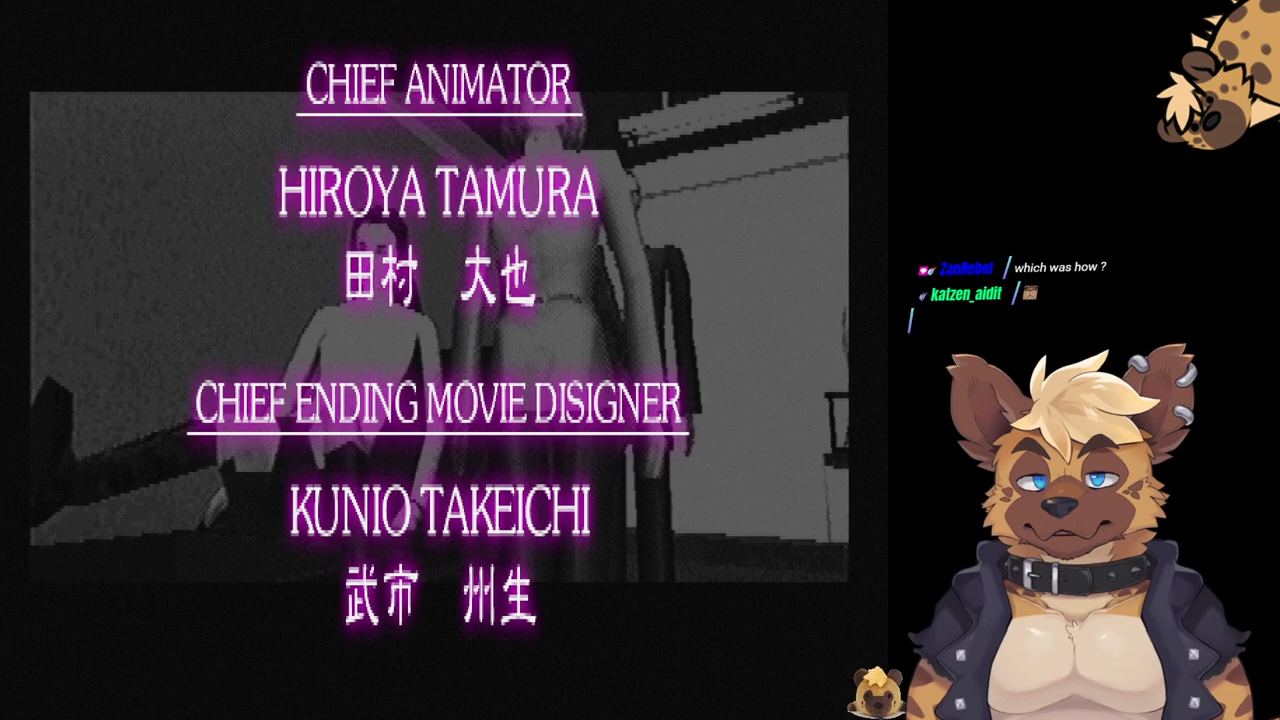 CHIEF ANIMATOR
HIROYA TAMURA
田村 大也
CHIEF ENDING MOVIE DISIGNER
KUNIO TAKEICHI
武市 州生
ZanRebel / which was how ?
katzen_aidit /
/